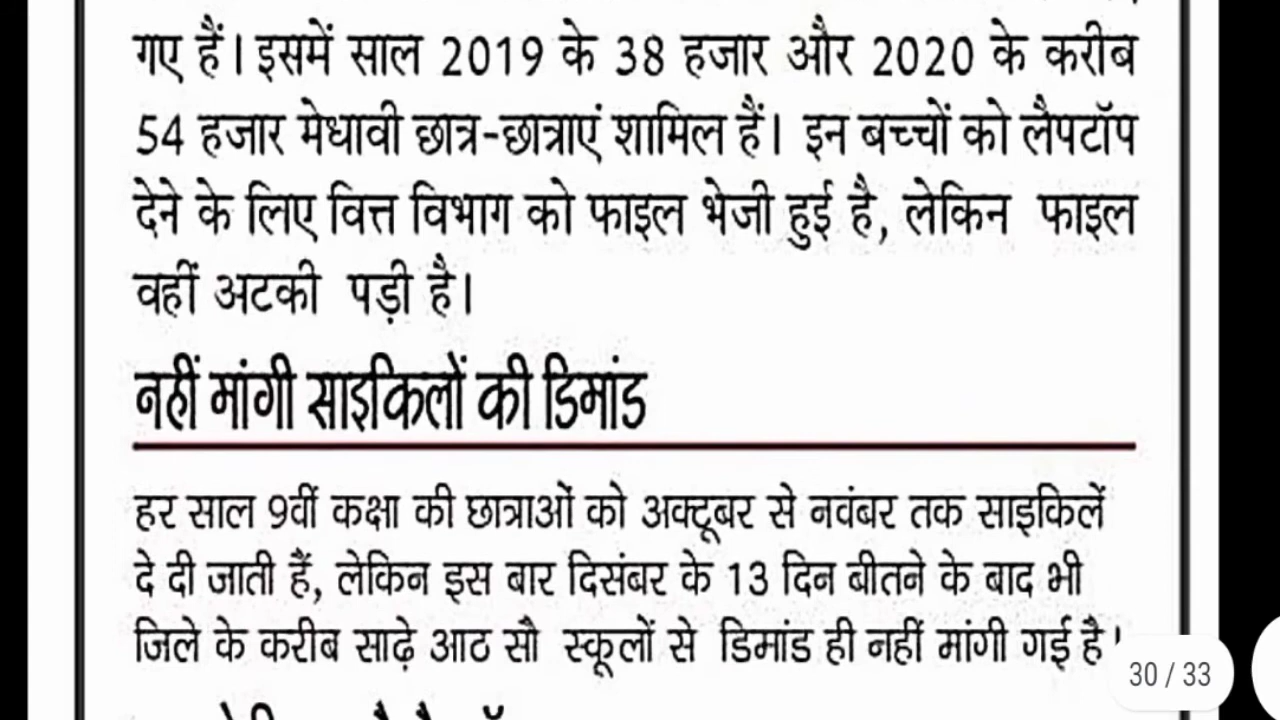 गए हैं। इसमें साल 2019 के 38 हजार और 2020 के करीब
54 हजार मेधावी छात्र-छात्राएं शामिल हैं। इन बच्चों को लैपटॉप
देने के लिए वित्त विभाग को फाइल भेजी हुई है, लेकिन फाइल
वहीं अटकी पड़ी है।
नहीं मांगी साइकिलों की डिमांड
हर साल 9वीं कक्षा की छात्राओं को अक्टूबर से नवंबर तक साइकिलें
दे दी जाती हैं, लेकिन इस बार दिसंबर के 13 दिन बीतने के बाद भी
जिले के करीब साढ़े आठ सौ स्कूलों से डिमांड ही नहीं मांगी गई है।
30 / 33